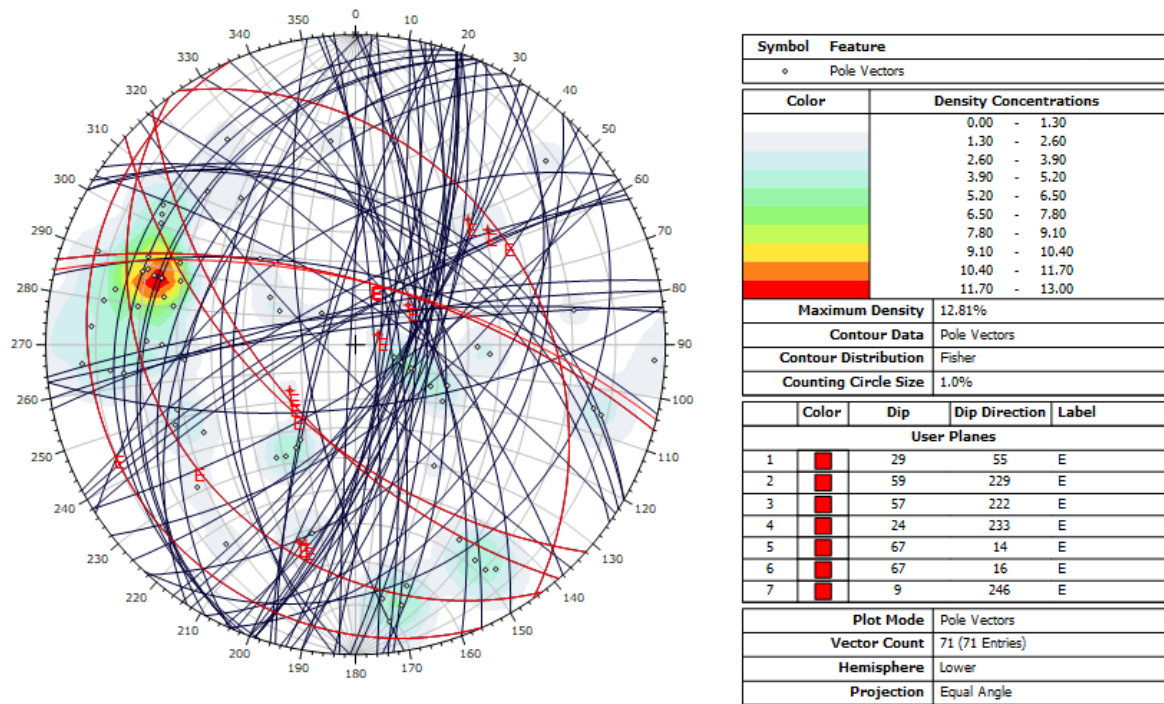 0
10
20
30
40
50
60
70
80
90
100
110
120
130
140
150
160
170
180
190
200
210
220
230
240
250
260
270
280
290
300
310
320
330
350
E
E
E
E
E
E
E
E
E
E
E
E
Symbol Feature
Pole Vectors
Color Density Concentrations
0.00 - 1.30
1.30 - 2.60
2.60 - 3.90
3.90 - 5.20
5.20 - 6.50
6.50 - 7.80
7.80 - 9.10
9.10 - 10.40
10.40 - 11.70
11.70 - 13.00
Maximum Density 12.81%
Contour Data Pole Vectors
Contour Distribution Fisher
Counting Circle Size 1.0%
Color Dip Dip Direction Label
User Planes
1 29 55 E
2 59 229 E
3 57 222 E
4 24 233 E
5 67 14 E
6 67 16 E
7 9 246 E
Plot Mode Pole Vectors
Vector Count 71 (71 Entries)
Hemisphere Lower
Projection Equal Angle